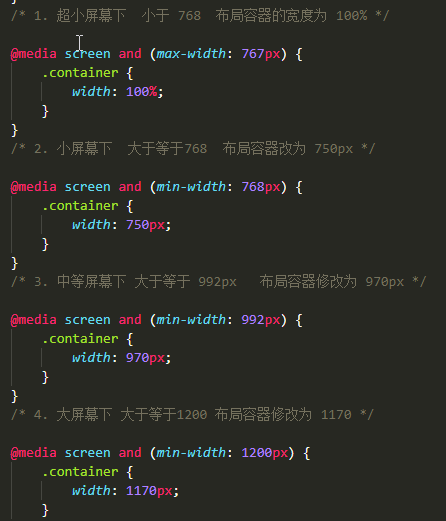 }
/* 1. 超小屏幕下  小于 768  布局容器的宽度为 100% */
@media screen and (max-width: 767px) {
    .container {
        width: 100%;
    }
}
/* 2. 小屏幕下  大于等于768  布局容器改为 750px */
@media screen and (min-width: 768px) {
    .container {
        width: 750px;
    }
}
/* 3. 中等屏幕下 大于等于 992px   布局容器修改为 970px */
@media screen and (min-width: 992px) {
    .container {
        width: 970px;
    }
}
/* 4. 大屏幕下 大于等于1200 布局容器修改为 1170 */
@media screen and (min-width: 1200px) {
    .container {
        width: 1170px;
    }